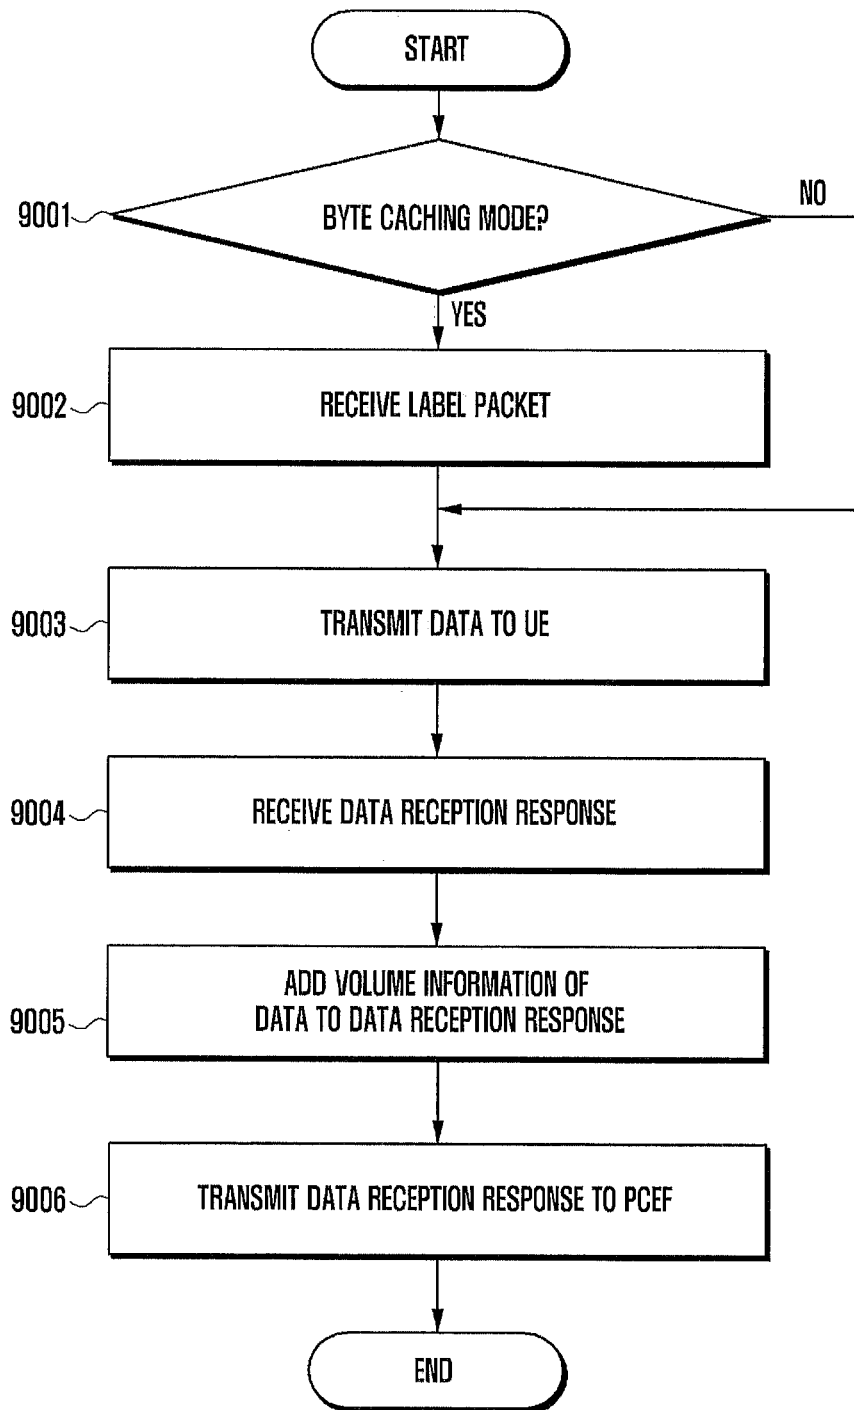 START
9001
BYTE CACHING MODE?
NO
YES
9002
RECEIVE LABEL PACKET
9003
TRANSMIT DATA TO UE
9004
RECEIVE DATA RECEPTION RESPONSE
9005
ADD VOLUME INFORMATION OF
DATA TO DATA RECEPTION RESPONSE
9006
TRANSMIT DATA RECEPTION RESPONSE TO PCEF
END